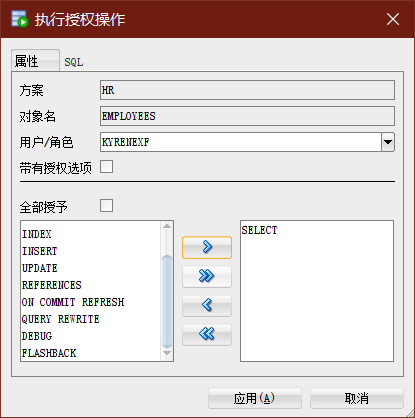 执行授权操作
属性 SQL
方案 HR
对象名 EMPLOYEES
用户/角色 KYRENEXF
带有授权选项
全部授予
INDEX
INSERT
UPDATE
REFERENCES
ON COMMIT REFRESH
QUERY REWRITE
DEBUG
FLASHBACK
SELECT
应用(A) 取消